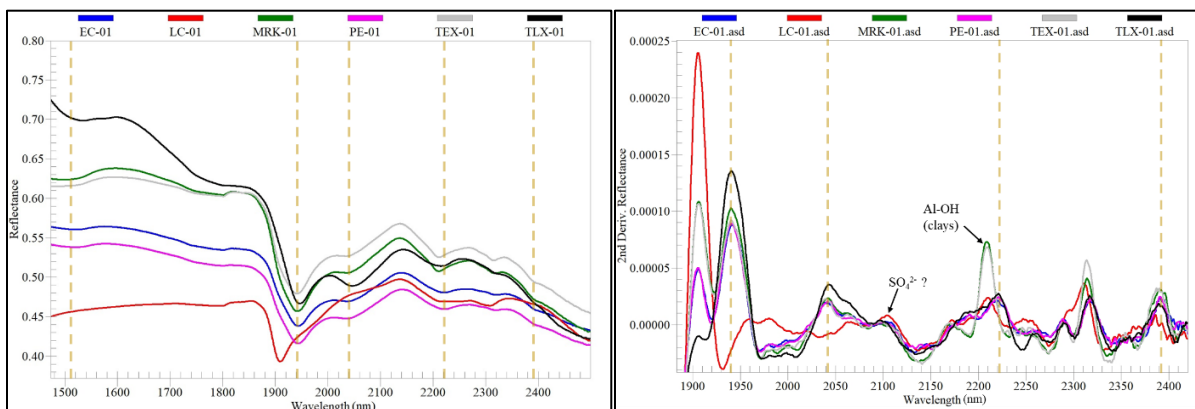 EC-01 LC-01 MRK-01 PE-01 TEX-01 TLX-01
0.80
0.75
0.70
0.65
0.60
0.55
0.50
0.45
0.40
Reflectance
1500 1600 1700 1800 1900 2000 2100 2200 2300 2400
Wavelength (nm)
EC-01.asd LC-01.asd MRK-01.asd PE-01.asd TEX-01.asd TLX-01.asd
0.00025
0.00020
0.00015
0.00010
0.00005
0.00000
2nd Deriv. Reflectance
Al-OH
(clays)
SO₄²⁻ ?
1900 1950 2000 2050 2100 2150 2200 2250 2300 2350 2400
Wavelength (nm)